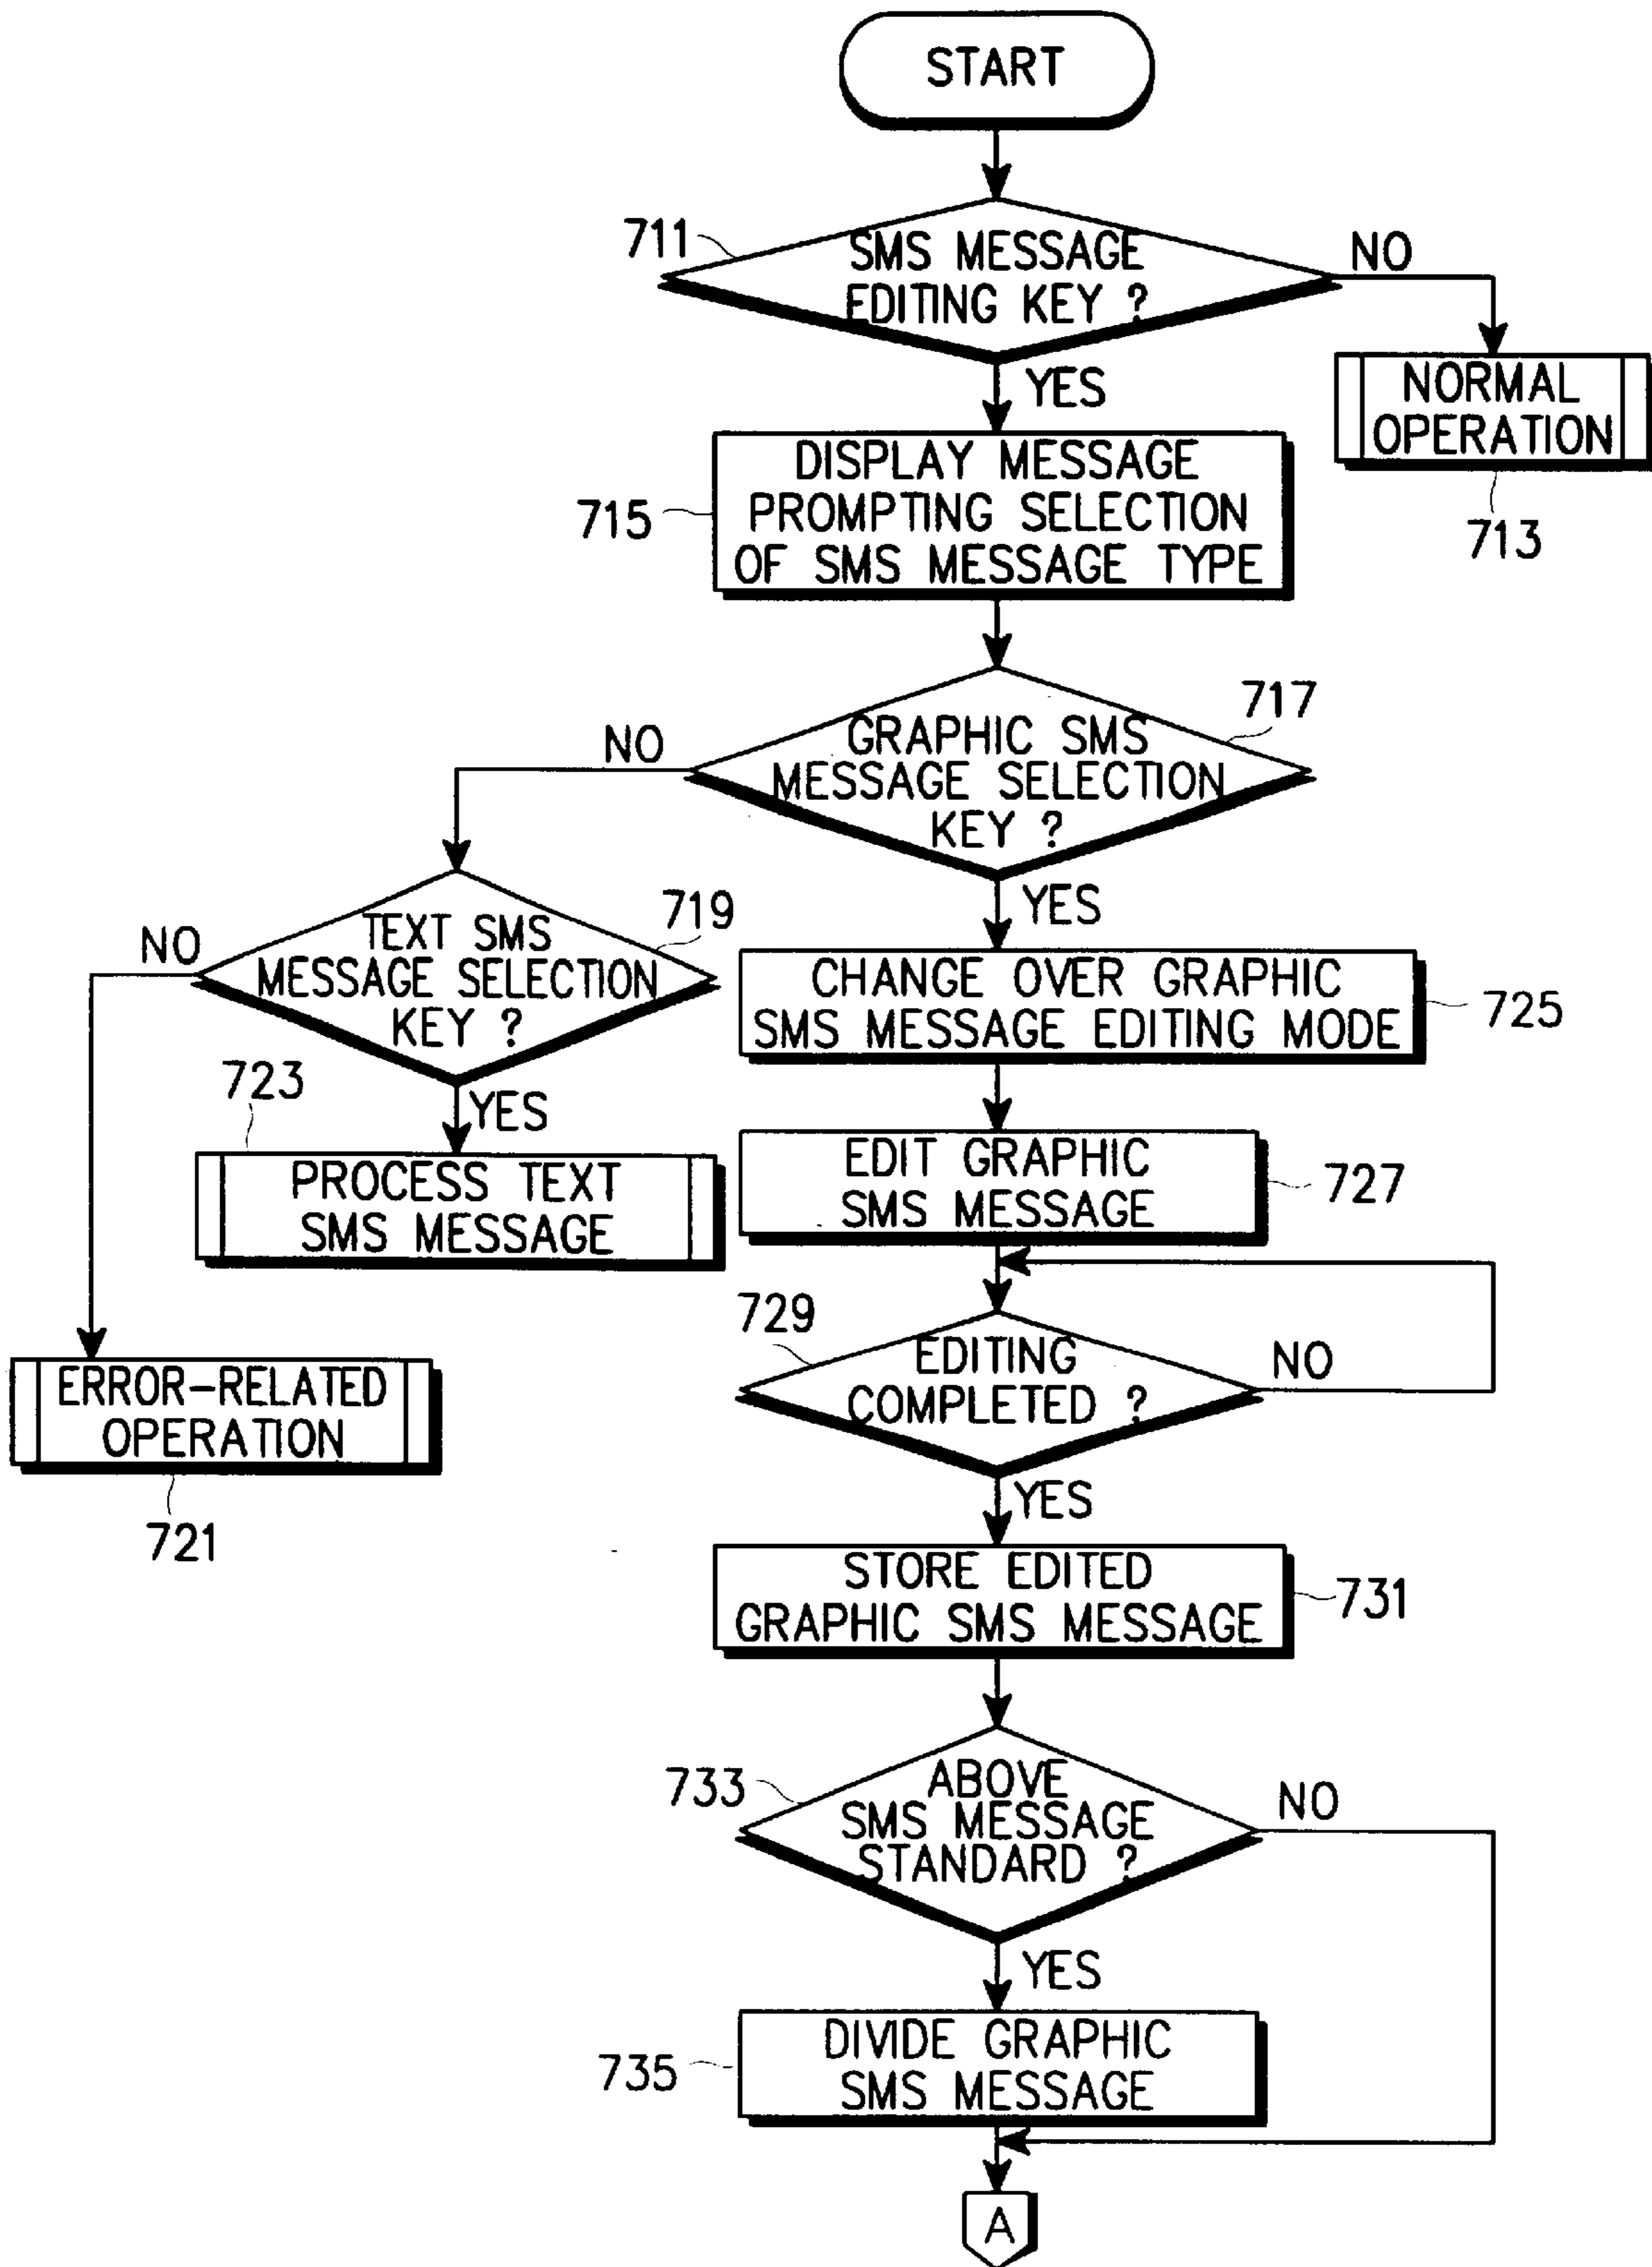 START
711
SMS MESSAGE
EDITING KEY ?
NO
YES
NORMAL
OPERATION
713
715
DISPLAY MESSAGE
PROMPTING SELECTION
OF SMS MESSAGE TYPE
717
GRAPHIC SMS
MESSAGE SELECTION
KEY ?
NO
YES
719
TEXT SMS
MESSAGE SELECTION
KEY ?
NO
YES
723
PROCESS TEXT
SMS MESSAGE
ERROR-RELATED
OPERATION
721
CHANGE OVER GRAPHIC
SMS MESSAGE EDITING MODE
725
EDIT GRAPHIC
SMS MESSAGE
727
729
EDITING
COMPLETED ?
NO
YES
STORE EDITED
GRAPHIC SMS MESSAGE
731
733
ABOVE
SMS MESSAGE
STANDARD ?
NO
YES
735
DIVIDE GRAPHIC
SMS MESSAGE
A